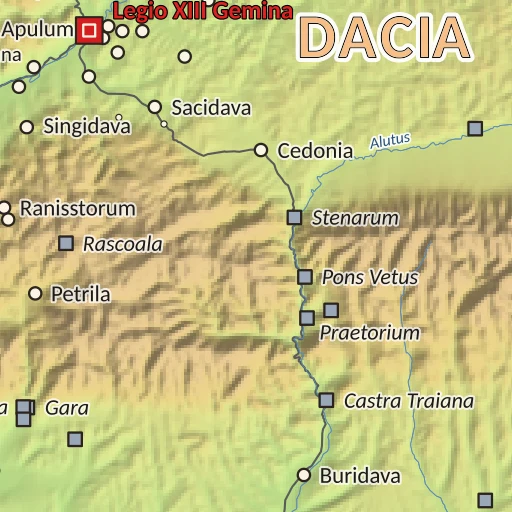 Legio XIII Gemina
Apulum
DACIA
na
Sacidava
Singidava
Alutus
Cedonia
Ranisstorum
Stenarum
Rascoala
Pons Vetus
Petrila
Praetorium
Castra Traiana
a
Gara
Buridava